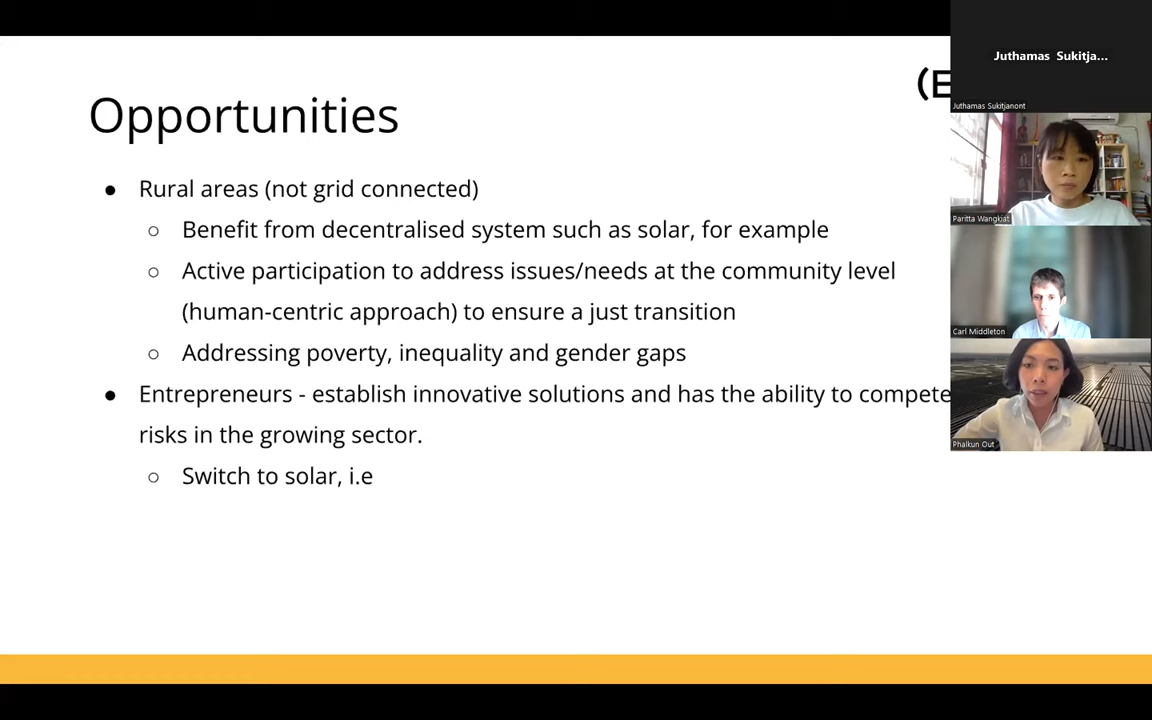 Opportunities
(E
● Rural areas (not grid connected)
○ Benefit from decentralised system such as solar, for example
○ Active participation to address issues/needs at the community level
(human-centric approach) to ensure a just transition
○ Addressing poverty, inequality and gender gaps
● Entrepreneurs - establish innovative solutions and has the ability to compete
risks in the growing sector.
○ Switch to solar, i.e
Juthamas Sukitja...
Juthamas Sukitjanont
Paritta Wangkiat
Carl Middleton
Phalkun Out